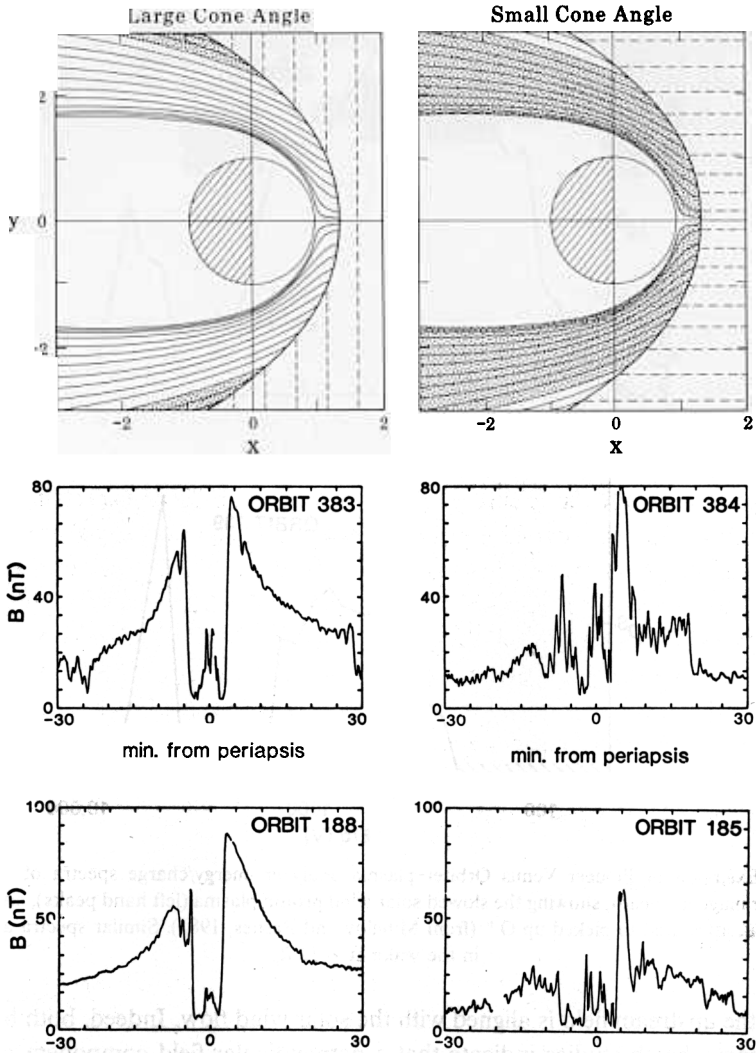 Large Cone Angle
Small Cone Angle
2
y 0
-2
-2 0 2
X
-2 0 2
X
80
40
0
B (nT)
ORBIT 383
-30 0 30
min. from periapsis
80
40
0
ORBIT 384
-30 0 30
min. from periapsis
100
50
0
B (nT)
ORBIT 188
-30 0 30
100
50
0
ORBIT 185
-30 0 30